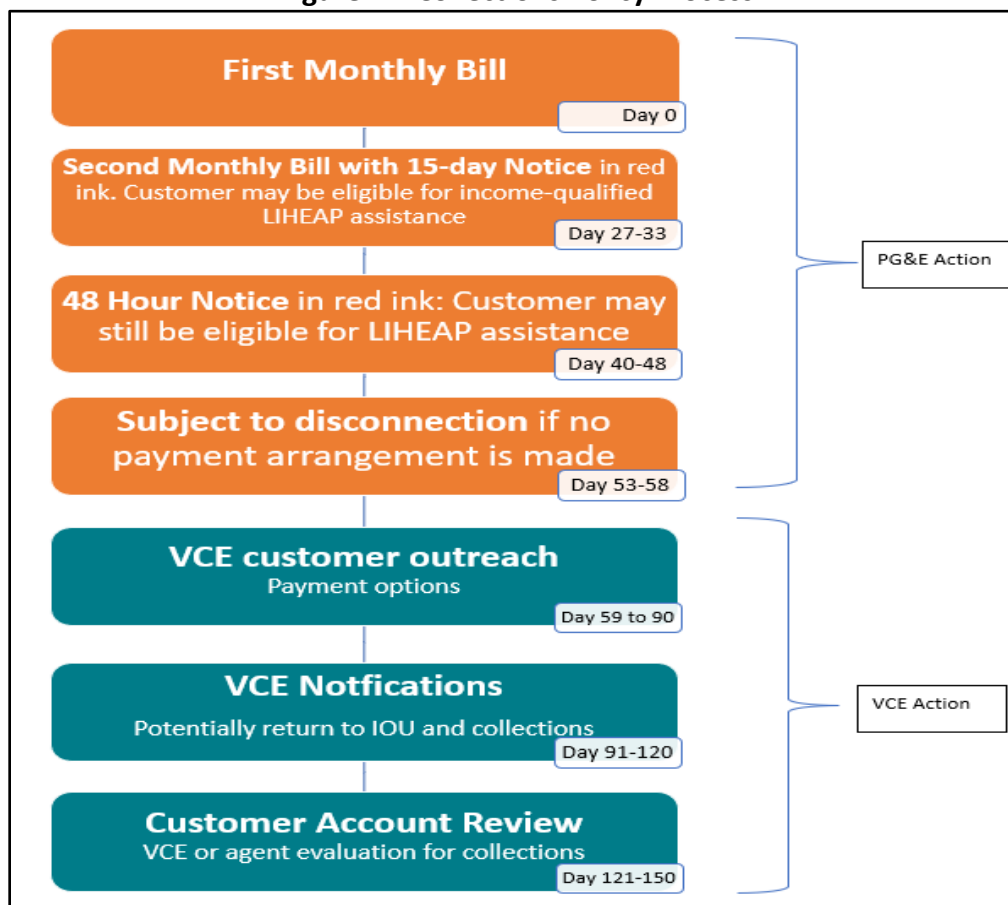 First Monthly Bill
Day 0
Second Monthly Bill with 15-day Notice in red
ink. Customer may be eligible for income-qualified
LIHEAP assistance
Day 27-33
PG&E Action
48 Hour Notice in red ink: Customer may
still be eligible for LIHEAP assistance
Day 40-48
Subject to disconnection if no
payment arrangement is made
Day 53-58
VCE customer outreach
Payment options
Day 59 to 90
VCE Notfications
Potentially return to IOU and collections
Day 91-120
VCE Action
Customer Account Review
VCE or agent evaluation for collections
Day 121-150